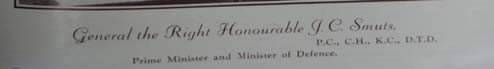 General the Right Honourable J. C. Smuts,
P.C., C.H., K.C., D.T.D.
Prime Minister and Minister of Defence.